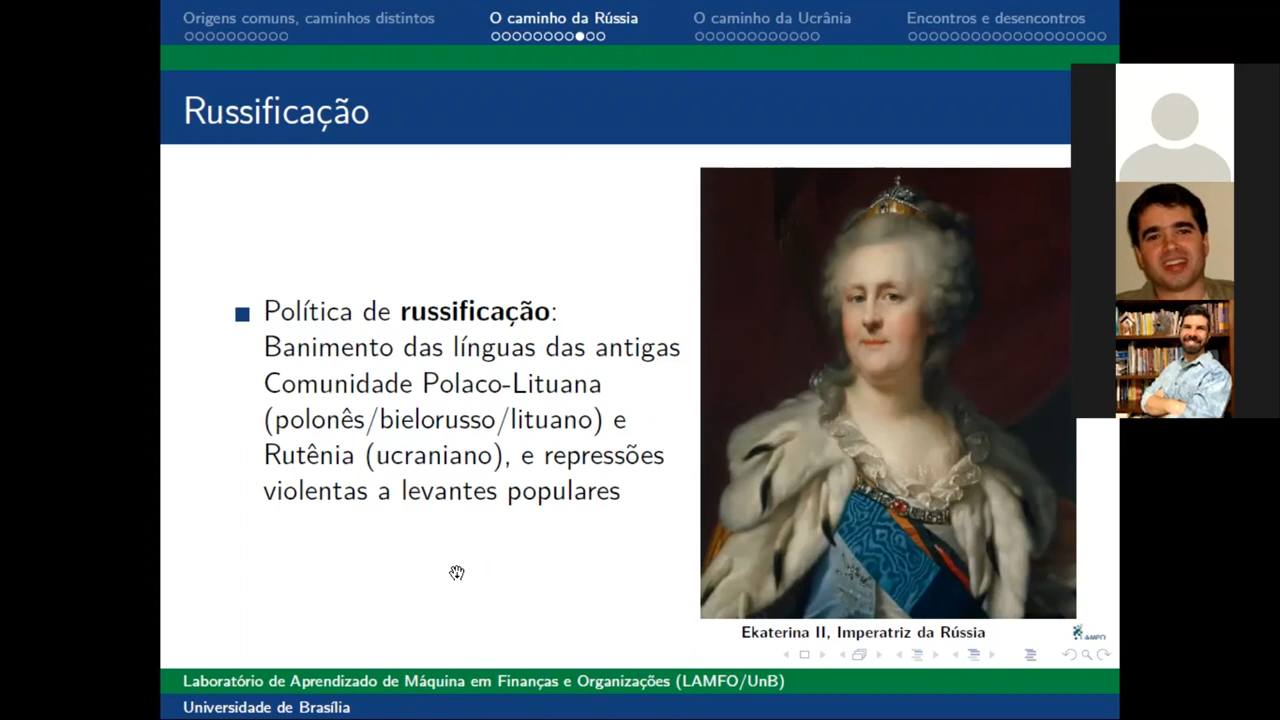 Origens comuns, caminhos distintos
O caminho da Rússia
O caminho da Ucrânia
Encontros e desencontros
Russificação
Política de russificação:
Banimento das línguas das antigas
Comunidade Polaco-Lituana
(polonês/bielorusso/lituano) e
Rutênia (ucraniano), e repressões
violentas a levantes populares
Ekaterina II, Imperatriz da Rússia
LAMFO
Laboratório de Aprendizado de Máquina em Finanças e Organizações (LAMFO/UnB)
Universidade de Brasília